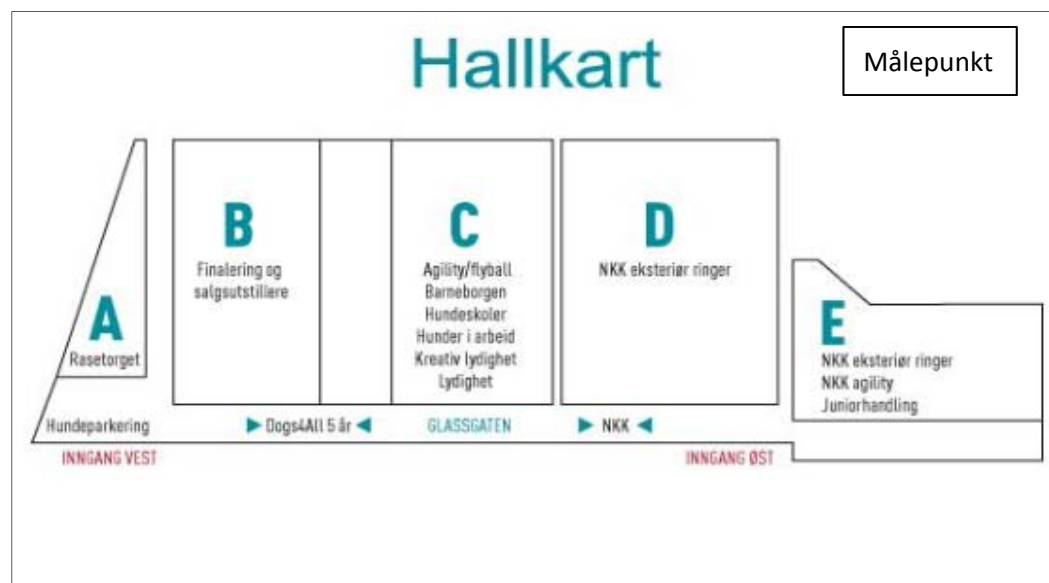 Hallkart
Målepunkt
A
Rasetorget
B
Finalering og
salgsutstillere
C
Agility/flyball
Barneborgen
Hundeskoler
Hunder i arbeid
Kreativ lydighet
Lydighet
D
NKK eksteriør ringer
E
NKK eksteriør ringer
NKK agility
Juniorhandling
Hundeparkering
Dogs4All 5 år
GLASSGATEN
NKK
INNGANG VEST
INNGANG ØST